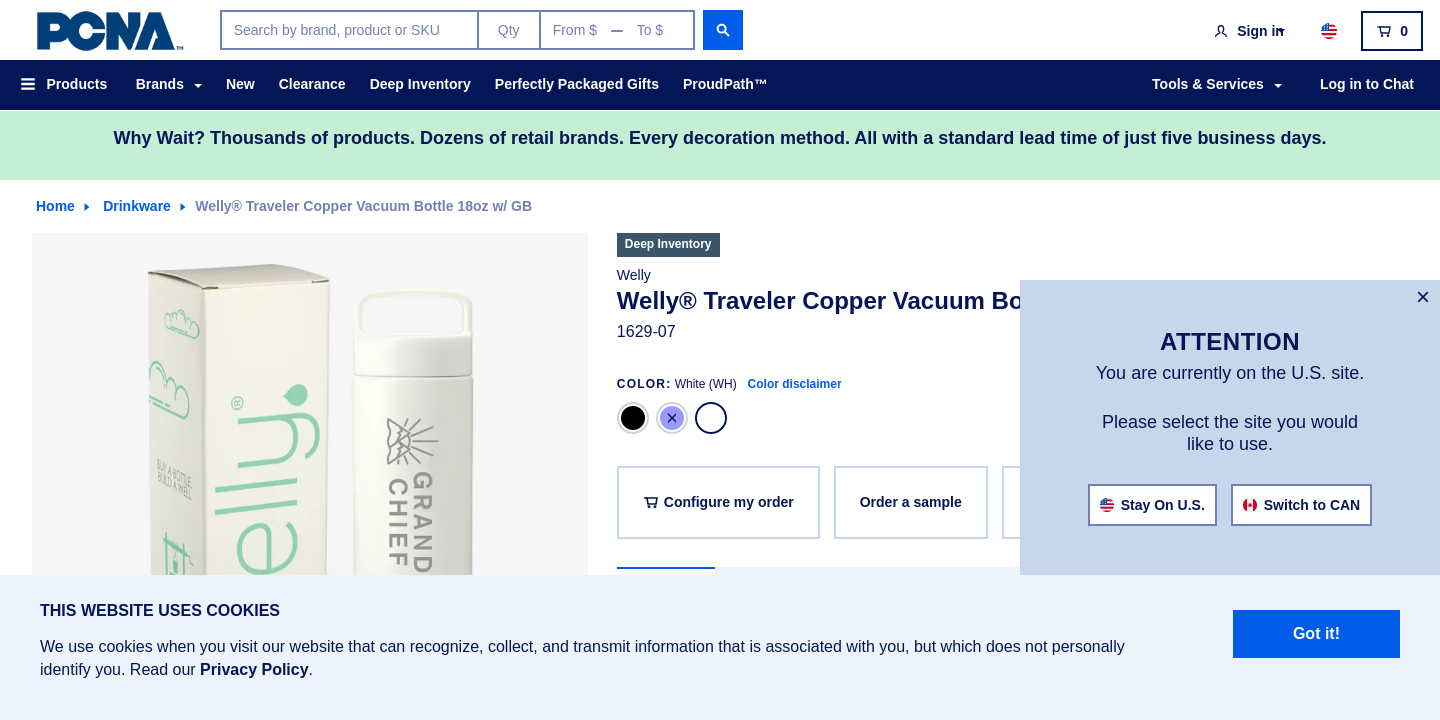 PCNA™
Search by brand, product or SKU
Qty
From $ — To $
Sign in
0
Products
Brands
New
Clearance
Deep Inventory
Perfectly Packaged Gifts
ProudPath™
Tools & Services
Log in to Chat
Why Wait? Thousands of products. Dozens of retail brands. Every decoration method. All with a standard lead time of just five business days.
Home
Drinkware
Welly® Traveler Copper Vacuum Bottle 18oz w/ GB
elly.®
BUY A BOTTLE
BUILD A WELL
GRAND
CHIEF
Deep Inventory
Welly
Welly® Traveler Copper Vacuum Bo
1629-07
COLOR: White (WH) Color disclaimer
Configure my order
Order a sample
×
ATTENTION
You are currently on the U.S. site.
Please select the site you would
like to use.
Stay On U.S.
Switch to CAN
THIS WEBSITE USES COOKIES
We use cookies when you visit our website that can recognize, collect, and transmit information that is associated with you, but which does not personally
identify you. Read our Privacy Policy.
Got it!